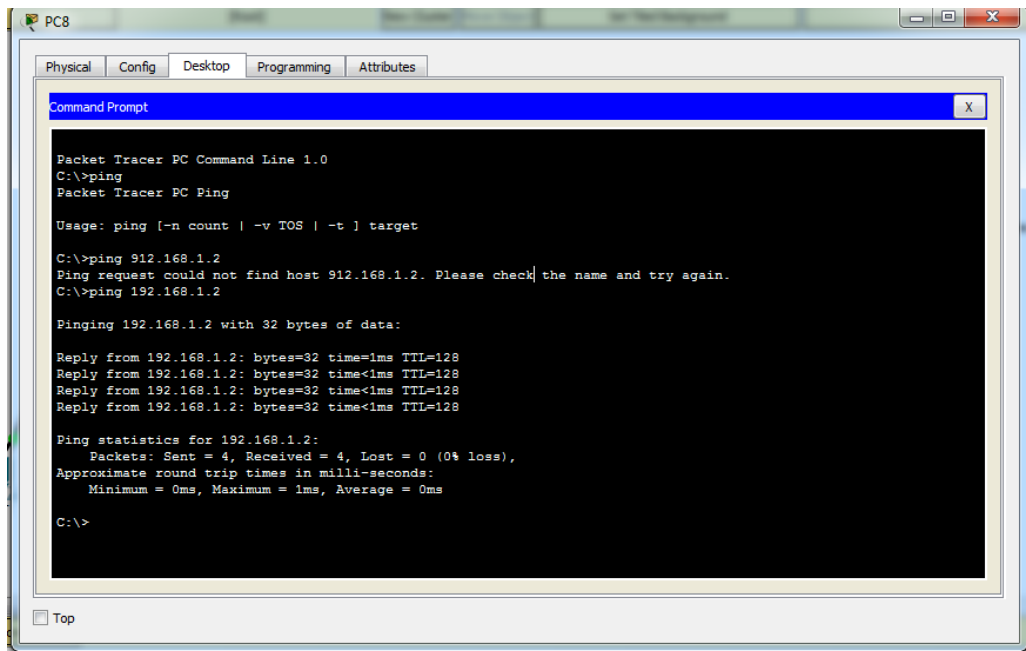 PC8
Physical Config Desktop Programming Attributes
Command Prompt X
Packet Tracer PC Command Line 1.0
C:\>ping
Packet Tracer PC Ping
Usage: ping [-n count | -v TOS | -t ] target
C:\>ping 912.168.1.2
Ping request could not find host 912.168.1.2. Please check the name and try again.
C:\>ping 192.168.1.2
Pinging 192.168.1.2 with 32 bytes of data:
Reply from 192.168.1.2: bytes=32 time=1ms TTL=128
Reply from 192.168.1.2: bytes=32 time<1ms TTL=128
Reply from 192.168.1.2: bytes=32 time<1ms TTL=128
Reply from 192.168.1.2: bytes=32 time<1ms TTL=128
Ping statistics for 192.168.1.2:
Packets: Sent = 4, Received = 4, Lost = 0 (0% loss),
Approximate round trip times in milli-seconds:
Minimum = 0ms, Maximum = 1ms, Average = 0ms
C:\>
Top